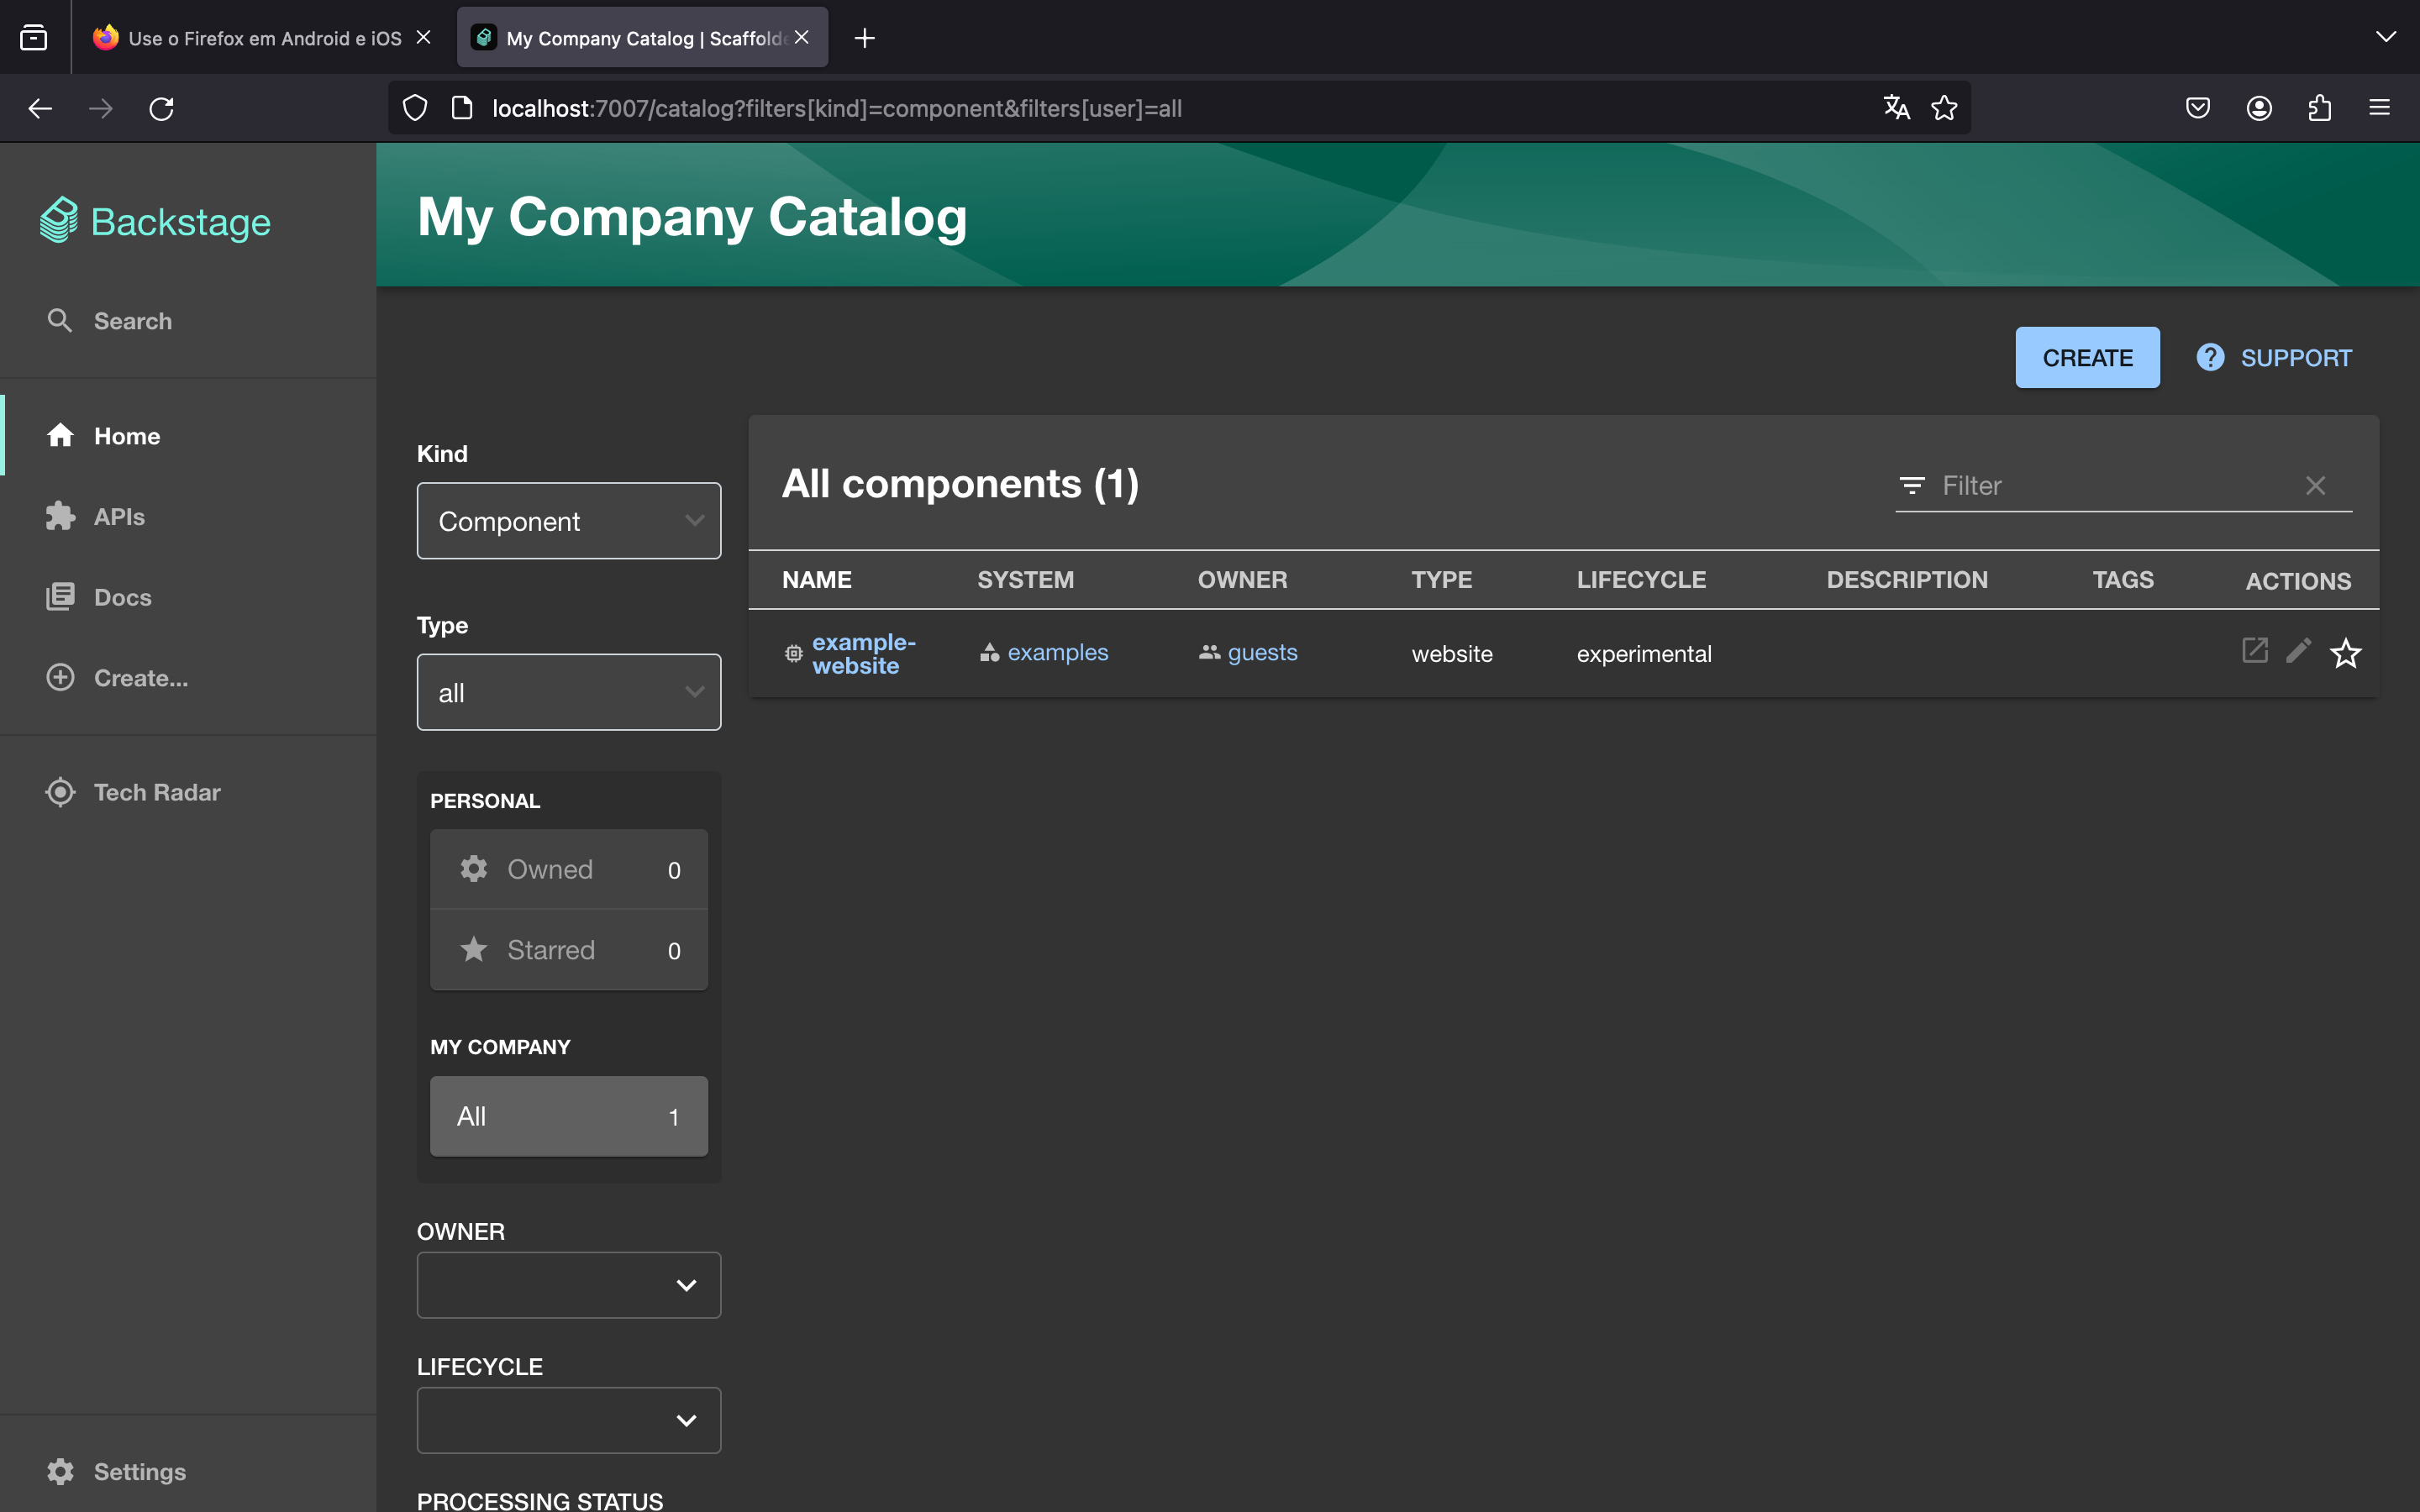 Use o Firefox em Android e iOS
My Company Catalog | Scaffolde
localhost:7007/catalog?filters[kind]=component&filters[user]=all
Backstage
Search
Home
APIs
Docs
Create...
Tech Radar
Settings
My Company Catalog
CREATE
SUPPORT
Kind
Component
Type
all
PERSONAL
Owned 0
Starred 0
MY COMPANY
All 1
OWNER
LIFECYCLE
PROCESSING STATUS
All components (1)
Filter
NAME SYSTEM OWNER TYPE LIFECYCLE DESCRIPTION TAGS ACTIONS
example-
website examples guests website experimental